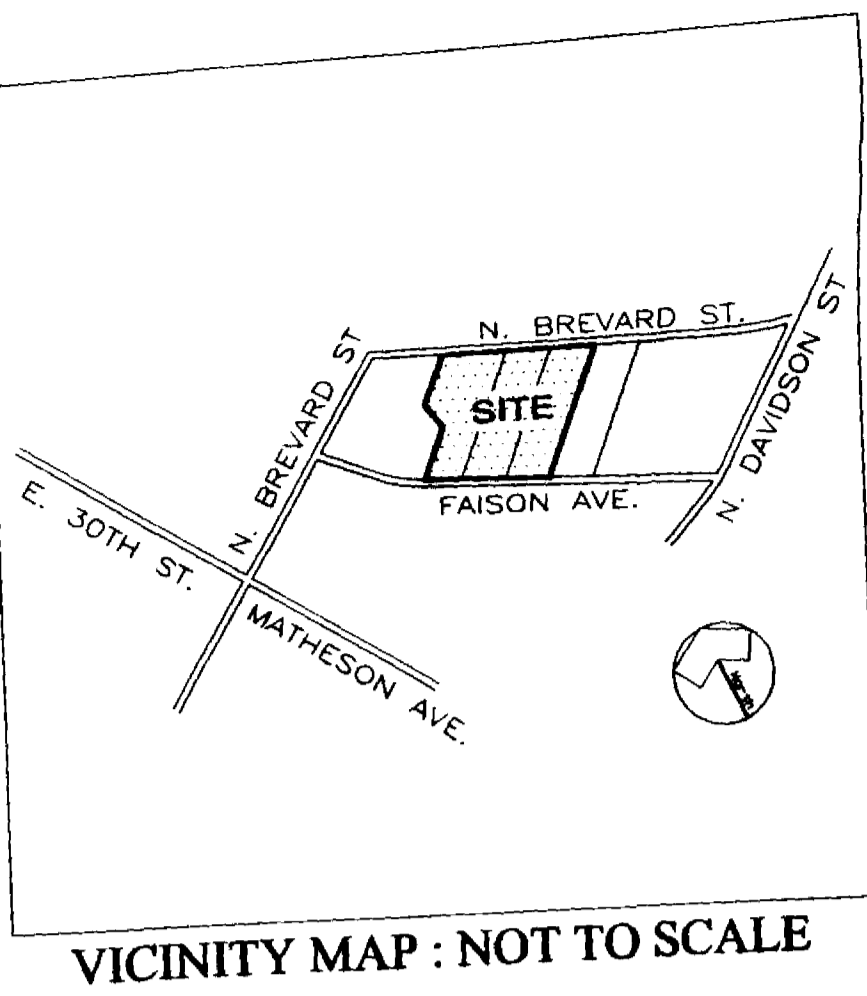 N. BREVARD ST.
N. BREVARD ST
N. DAVIDSON ST
SITE
FAISON AVE.
E. 30TH ST.
MATHESON AVE.
VICINITY MAP : NOT TO SCALE